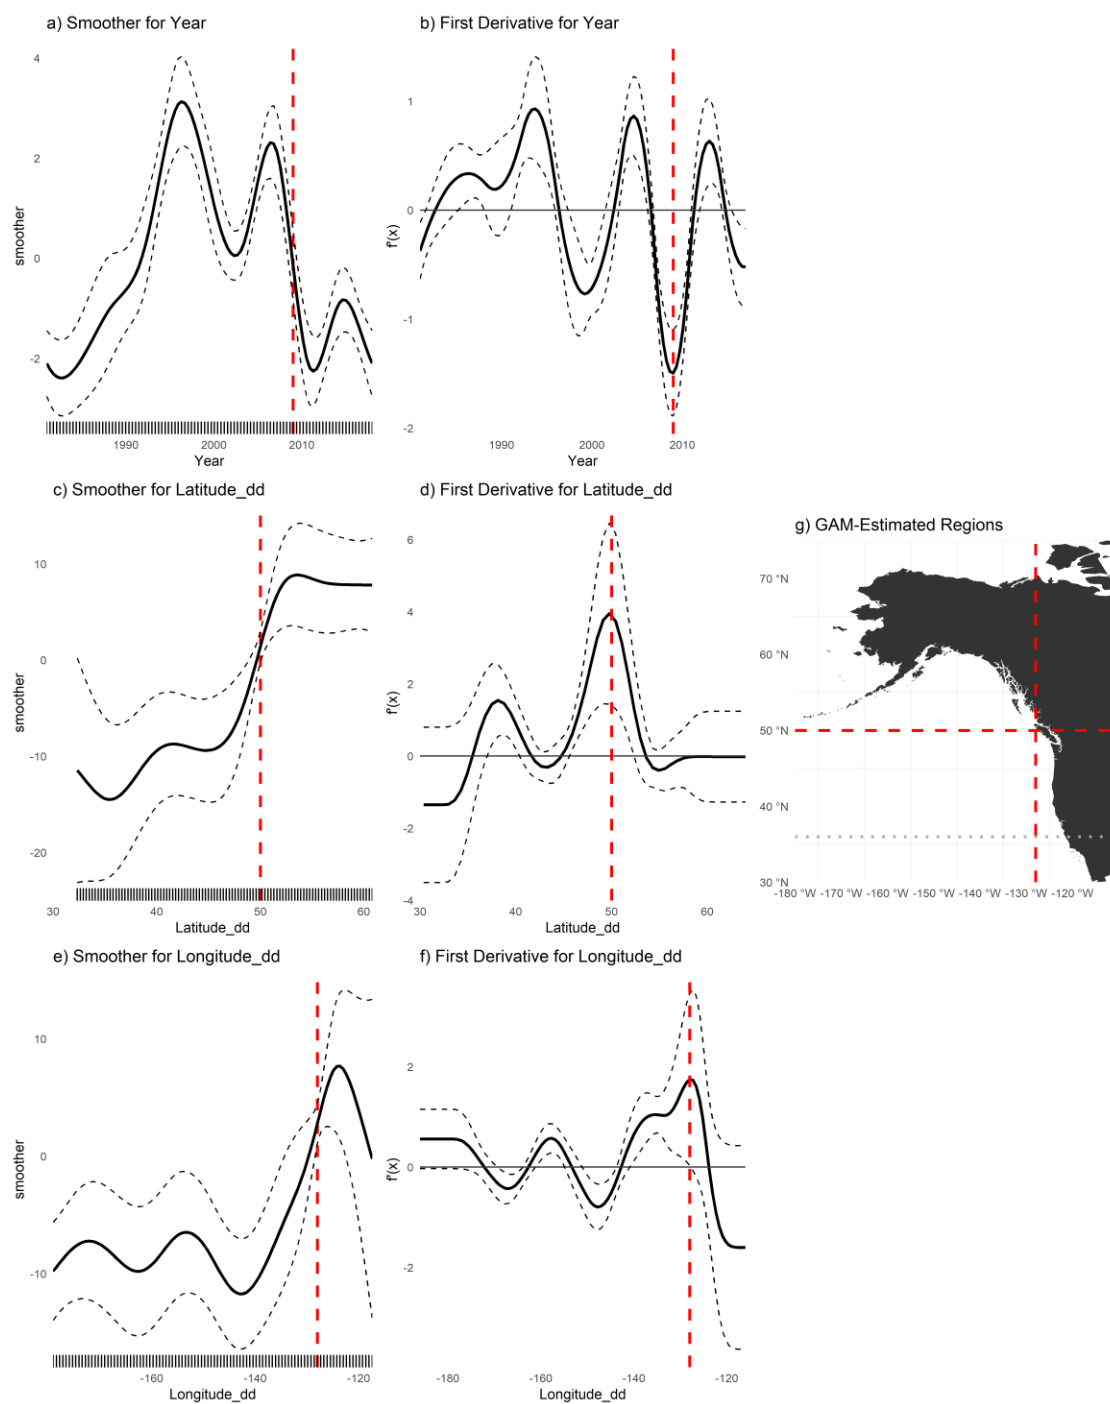 a) Smoother for Year
b) First Derivative for Year
4
2
0
-2
smoother
1990
2000
2010
Year
1
0
-1
-2
f'(x)
1990
2000
2010
Year
c) Smoother for Latitude_dd
d) First Derivative for Latitude_dd
10
0
-10
-20
smoother
30
40
50
60
Latitude_dd
6
4
2
0
-2
-4
f'(x)
30
40
50
60
Latitude_dd
g) GAM-Estimated Regions
70 °N
60 °N
50 °N
40 °N
30 °N
-180 °W -170 °W -160 °W -150 °W -140 °W -130 °W -120 °W
e) Smoother for Longitude_dd
f) First Derivative for Longitude_dd
10
0
-10
smoother
-160
-140
-120
Longitude_dd
2
0
-2
f'(x)
-180
-160
-140
-120
Longitude_dd